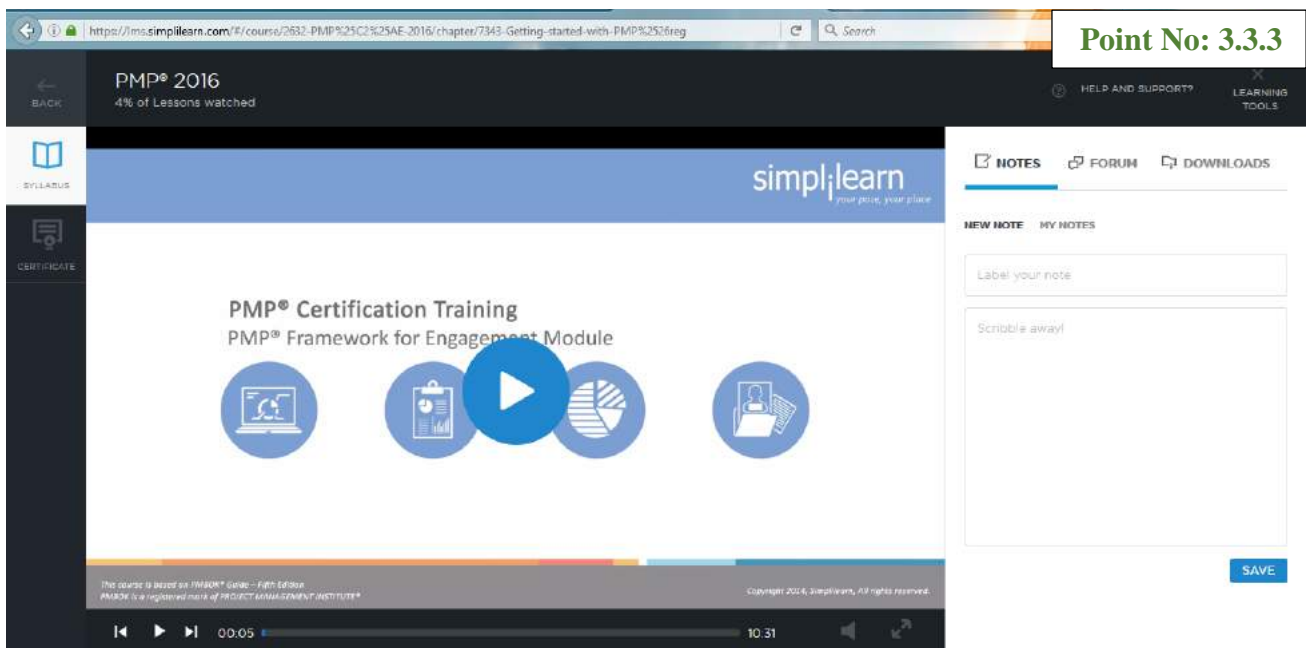 https://lms.simplilearn.com/#/course/2632-PMP%25C2%25AE-2016/chapter/7343-Getting-started-with-PMP%2526reg
Search
Point No: 3.3.3
BACK
PMP® 2016
4% of Lessons watched
HELP AND SUPPORT?
LEARNING
TOOLS
SYLLABUS
CERTIFICATE
simplilearn
your pace, your place
NOTES FORUM DOWNLOADS
NEW NOTE MY NOTES
Label your note
Scribble away!
SAVE
PMP® Certification Training
PMP® Framework for Engagement Module
This course is based on PMBOK® Guide – Fifth Edition
PMBOK is a registered mark of PROJECT MANAGEMENT INSTITUTE®
Copyright 2014, Simplilearn, All rights reserved.
00:05 10:31